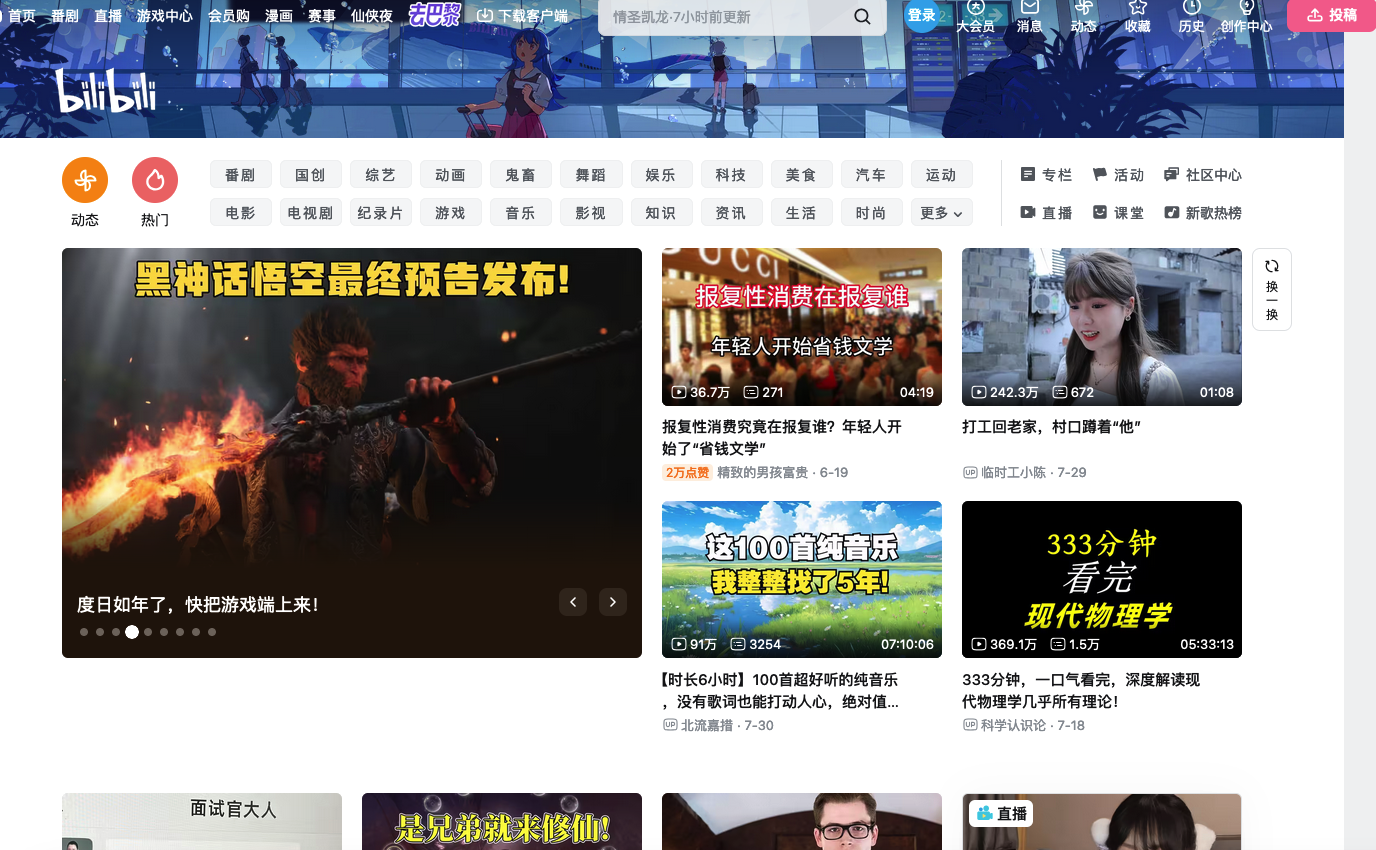 首页 番剧 直播 游戏中心 会员购 漫画 赛事 仙侠夜 去巴黎 下载客户端 情圣凯龙·7小时前更新 登录 大会员 消息 动态 收藏 历史 创作中心 投稿
bilibili
动态 热门
番剧 国创 综艺 动画 鬼畜 舞蹈 娱乐 科技 美食 汽车 运动 专栏 活动 社区中心
电影 电视剧 纪录片 游戏 音乐 影视 知识 资讯 生活 时尚 更多 直播 课堂 新歌热榜
黑神话悟空最终预告发布!
度日如年了，快把游戏端上来！
GUCCI
报复性消费在报复谁
年轻人开始省钱文学
36.7万 271 04:19
报复性消费究竟在报复谁？年轻人开
始了“省钱文学”
2万点赞 精致的男孩富贵 · 6-19
242.3万 672 01:08
打工回老家，村口蹲着“他”
UP 临时工小陈 · 7-29
换一换
这100首纯音乐
我整整找了5年!
91万 3254 07:10:06
【时长6小时】100首超好听的纯音乐
，没有歌词也能打动人心，绝对值...
UP 北流嘉措 · 7-30
333分钟
看完
现代物理学
369.1万 1.5万 05:33:13
333分钟，一口气看完，深度解读现
代物理学几乎所有理论！
UP 科学认识论 · 7-18
面试官大人
是兄弟就来修仙!
直播